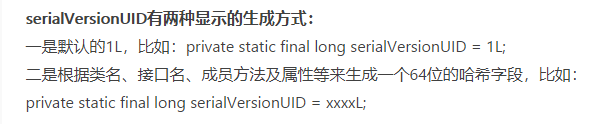 serialVersionUID有两种显示的生成方式：
一是默认的1L，比如：private static final long serialVersionUID = 1L;
二是根据类名、接口名、成员方法及属性等来生成一个64位的哈希字段，比如：
private static final long serialVersionUID = xxxxL;